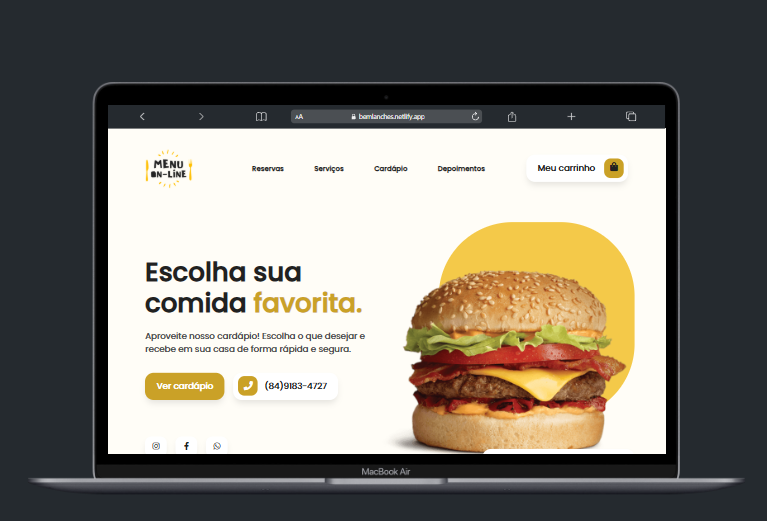 AA
bemlanches.netlify.app
MENU
ON-LINE
Reservas
Serviços
Cardápio
Depoimentos
Meu carrinho
Escolha sua
comida favorita.
Aproveite nosso cardápio! Escolha o que desejar e
recebe em sua casa de forma rápida e segura.
Ver cardápio
(84)9183-4727
MacBook Air